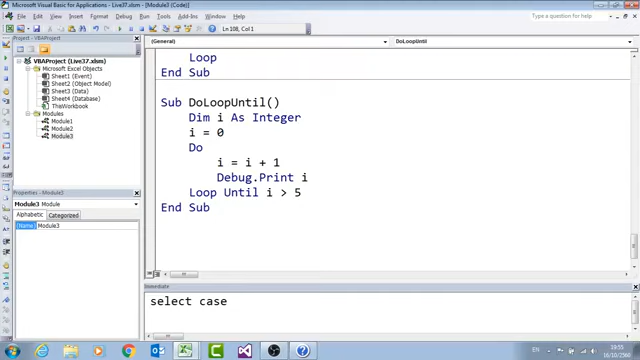 Microsoft Visual Basic for Applications - Live37.xlsm - [Module3 (Code)]
File Edit View Insert Format Debug Run Tools Add-Ins Window Help
Type a question for help
Ln 108, Col 1
Project - VBAProject
VBAProject (Live37.xlsm)
Microsoft Excel Objects
Sheet1 (Event)
Sheet2 (Object Model)
Sheet3 (Data)
Sheet4 (Database)
ThisWorkbook
Modules
Module1
Module2
Module3
Properties - Module3
Module3 Module
Alphabetic Categorized
(Name) Module3
(General)
DoLoopUntil
Loop
End Sub
Sub DoLoopUntil()
Dim i As Integer
i = 0
Do
i = i + 1
Debug.Print i
Loop Until i > 5
End Sub
Immediate
select case
EN
18:55
16/10/2560